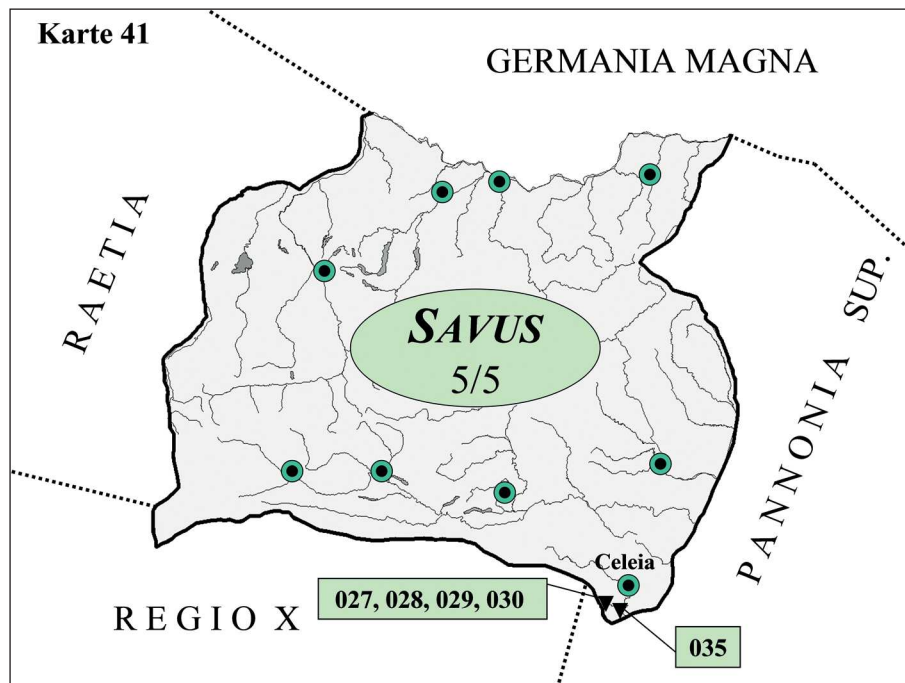 Karte 41
GERMANIA MAGNA
RAETIA
SAVUS
5/5
PANNONIA SUP.
Celeia
027, 028, 029, 030
REGIO X
035